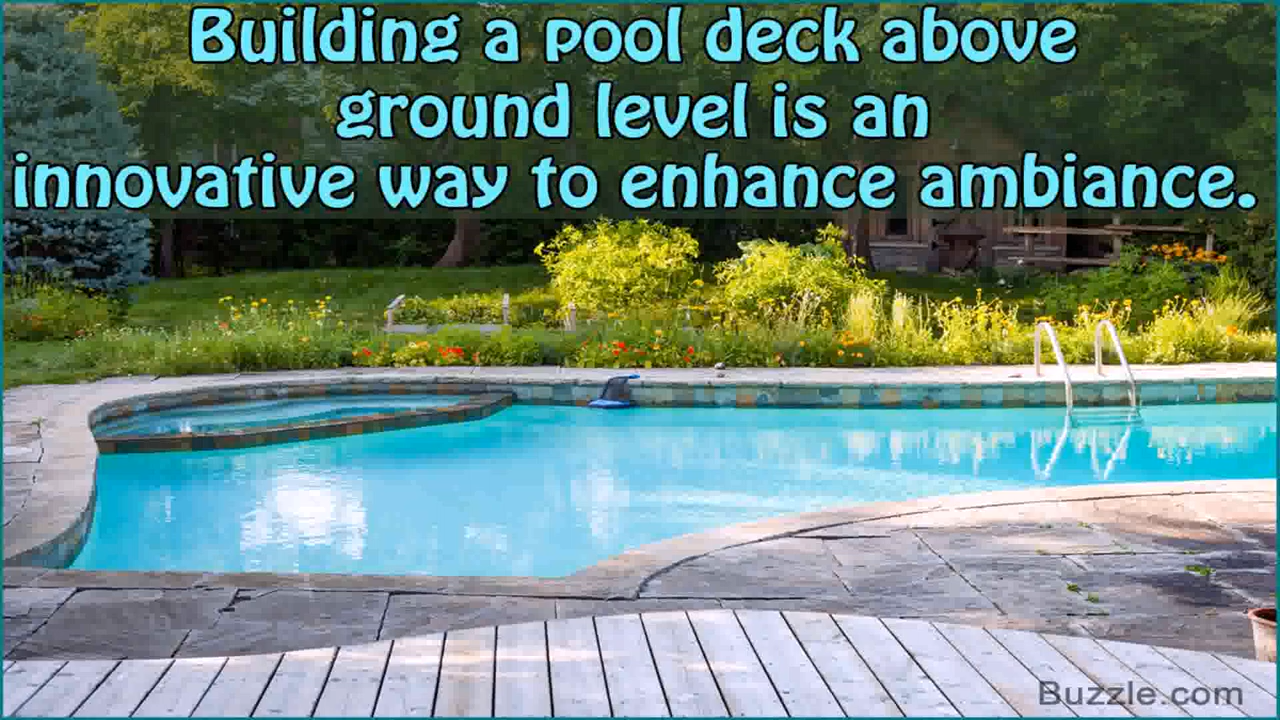 Building a pool deck above
ground level is an
innovative way to enhance ambiance.
Buzzle.com